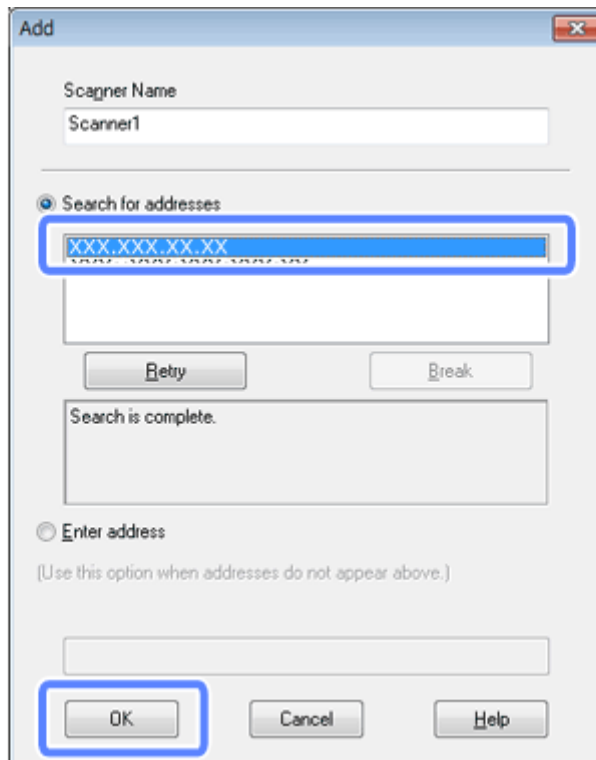 Add
Scanner Name
Scanner1
Search for addresses
XXX.XXX.XX.XX
Retry Break
Search is complete.
Enter address
(Use this option when addresses do not appear above.)
OK Cancel Help